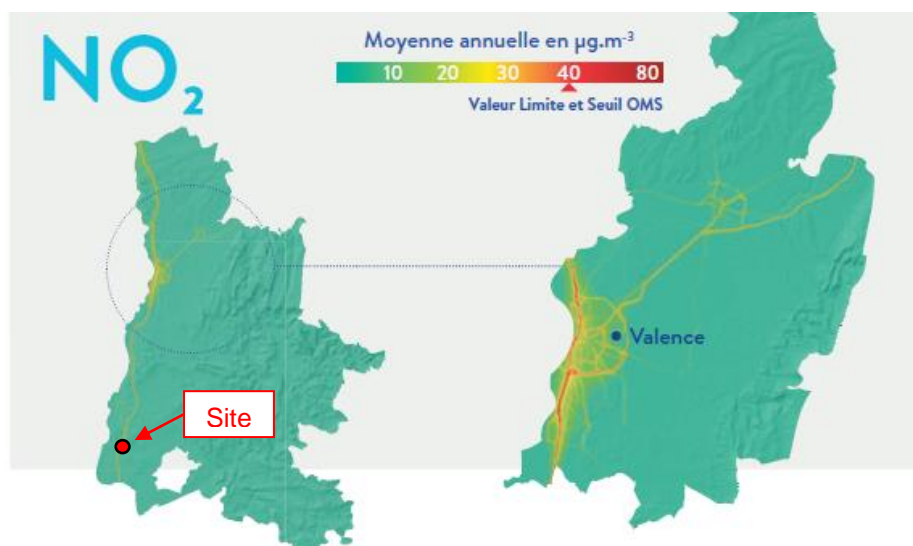 NO₂
Moyenne annuelle en µg.m⁻³
10 20 30 40 80
Valeur Limite et Seuil OMS
Valence
Site